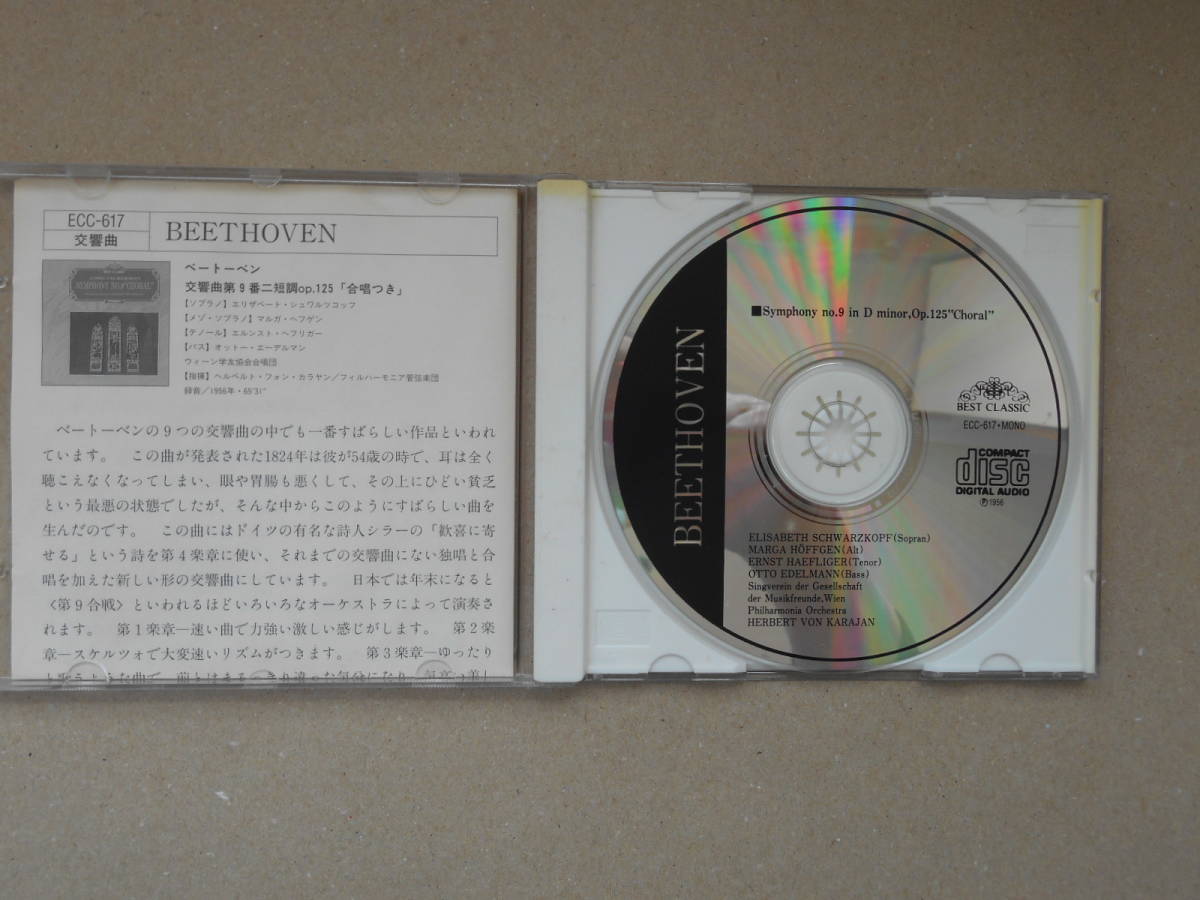 ECC-617
交響曲
BEETHOVEN
ベートーベン
交響曲第9番ニ短調op.125「合唱つき」
【ソプラノ】エリザベート・シュワルツコッフ
【メゾ・ソプラノ】マルガ・ヘフゲン
【テノール】エルンスト・ヘフリガー
【バス】オットー・エーデルマン
ウィーン学友協会合唱団
【指揮】ヘルベルト・フォン・カラヤン/フィルハーモニア管弦楽団
録音/1956年・65'31"
ベートーベンの9つの交響曲の中でも一番すばらしい作品といわれ
ています。 この曲が発表された1824年は彼が54歳の時で、耳は全く
聴こえなくなってしまい、眼や胃腸も悪くして、その上にひどい貧乏
という最悪の状態でしたが、そんな中からこのようにすばらしい曲を
生んだのです。 この曲にはドイツの有名な詩人シラーの「歓喜に寄
せる」という詩を第4楽章に使い、それまでの交響曲にない独唱と合
唱を加えた新しい形の交響曲にしています。 日本では年末になると
〈第9合戦〉といわれるほどいろいろなオーケストラによって演奏さ
れます。 第1楽章―速い曲で力強い激しい感じがします。 第2楽
章―スケルツォで大変速いリズムがつきます。 第3楽章―ゆったり
BEETHOVEN
■Symphony no.9 in D minor,Op.125"Choral"
BEST CLASSIC
ECC-617・MONO
COMPACT
disc
DIGITAL AUDIO
Ⓟ1956
ELISABETH SCHWARZKOPF(Sopran)
MARGA HÖFFGEN(Alt)
ERNST HAEFLIGER(Tenor)
OTTO EDELMANN(Bass)
Singverein der Gesellschaft
der Musikfreunde,Wien
Philharmonia Orchestra
HERBERT VON KARAJAN